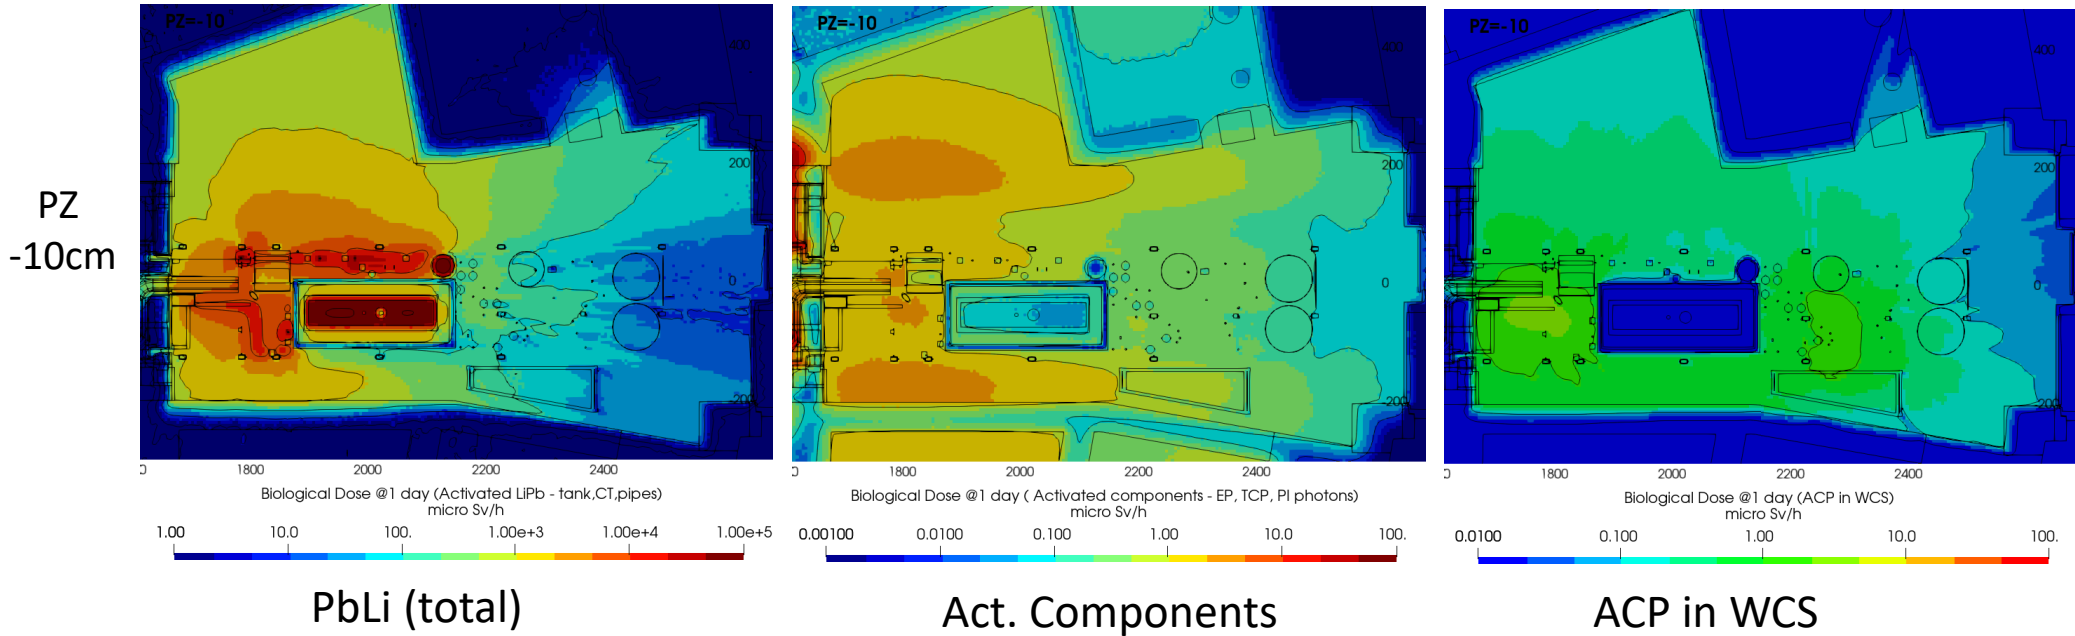 PZ
-10cm
PZ=-10
400
200
0
-200
0
1800
2000
2200
2400
Biological Dose @1 day (Activated LiPb - tank,CT,pipes)
micro Sv/h
1.00
10.0
100.
1.00e+3
1.00e+4
1.00e+5
PbLi (total)
PZ=-10
400
200
0
-200
0
1800
2000
2200
2400
Biological Dose @1 day ( Activated components - EP, TCP, PI photons)
micro Sv/h
0.00100
0.0100
0.100
1.00
10.0
100.
Act. Components
PZ=-10
400
200
0
-200
0
1800
2000
2200
2400
Biological Dose @1 day (ACP in WCS)
micro Sv/h
0.0100
0.100
1.00
10.0
100.
ACP in WCS